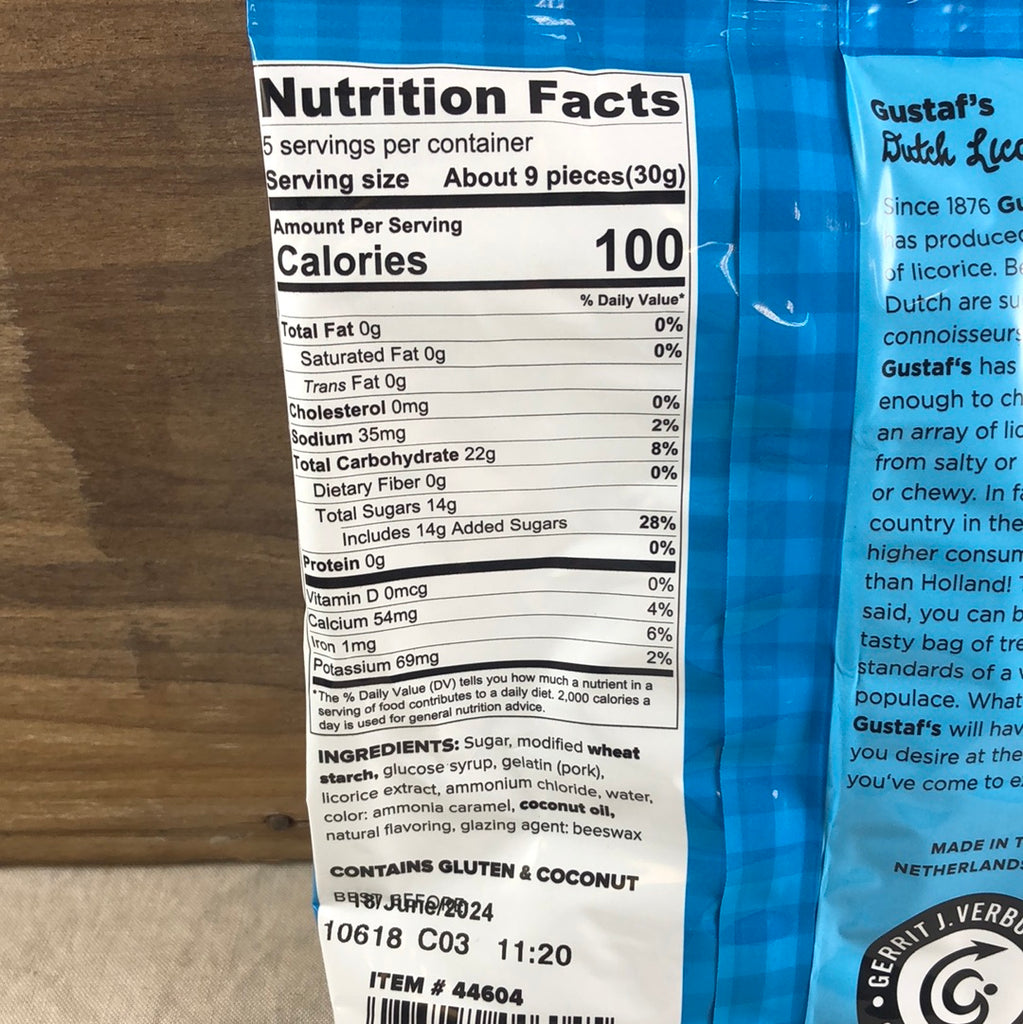 Nutrition Facts
5 servings per container
Serving size About 9 pieces(30g)
Amount Per Serving
Calories 100
% Daily Value*
Total Fat 0g 0%
Saturated Fat 0g 0%
Trans Fat 0g
Cholesterol 0mg 0%
Sodium 35mg 2%
Total Carbohydrate 22g 8%
Dietary Fiber 0g 0%
Total Sugars 14g
Includes 14g Added Sugars 28%
Protein 0g 0%
Vitamin D 0mcg 0%
Calcium 54mg 4%
Iron 1mg 6%
Potassium 69mg 2%
*The % Daily Value (DV) tells you how much a nutrient in a
serving of food contributes to a daily diet. 2,000 calories a
day is used for general nutrition advice.
INGREDIENTS: Sugar, modified wheat
starch, glucose syrup, gelatin (pork),
licorice extract, ammonium chloride, water,
color: ammonia caramel, coconut oil,
natural flavoring, glazing agent: beeswax
CONTAINS GLUTEN & COCONUT
BEST BEFORE
18/June/2024
10618 C03 11:20
ITEM # 44604
Gustaf's
Dutch
Since 1876
has
of licorice.
Dutch are
Gustaf's has
enough to
an array of
from salty or
or chewy. In
country in the
higher
than Holland!
said, you can
tasty bag of
standards of a
populace. What
Gustaf's will
you desire at the
you've come to
MADE IN
GERRIT J.